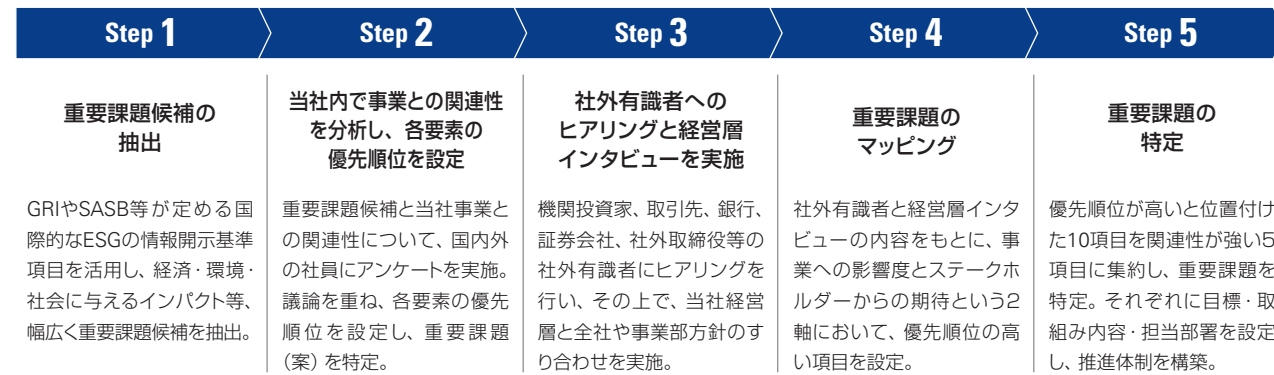 Step 1
Step 2
Step 3
Step 4
Step 5
重要課題候補の
抽出
GRIやSASB等が定める国
際的なESGの情報開示基準
項目を活用し、経済・環境・
社会に与えるインパクト等、
幅広く重要課題候補を抽出。
当社内で事業との関連性
を分析し、各要素の
優先順位を設定
重要課題候補と当社事業と
の関連性について、国内外
の社員にアンケートを実施。
議論を重ね、各要素の優先
順位を設定し、重要課題
（案）を特定。
社外有識者への
ヒアリングと経営層
インタビューを実施
機関投資家、取引先、銀行、
証券会社、社外取締役等の
社外有識者にヒアリングを
行い、その上で、当社経営
層と全社や事業部方針のす
り合わせを実施。
重要課題の
マッピング
社外有識者と経営層インタ
ビューの内容をもとに、事
業への影響度とステークホ
ルダーからの期待という2
軸において、優先順位の高
い項目を設定。
重要課題の
特定
優先順位が高いと位置付け
た10項目を関連性が強い5
項目に集約し、重要課題を
特定。それぞれに目標・取
組み内容・担当部署を設定
し、推進体制を構築。